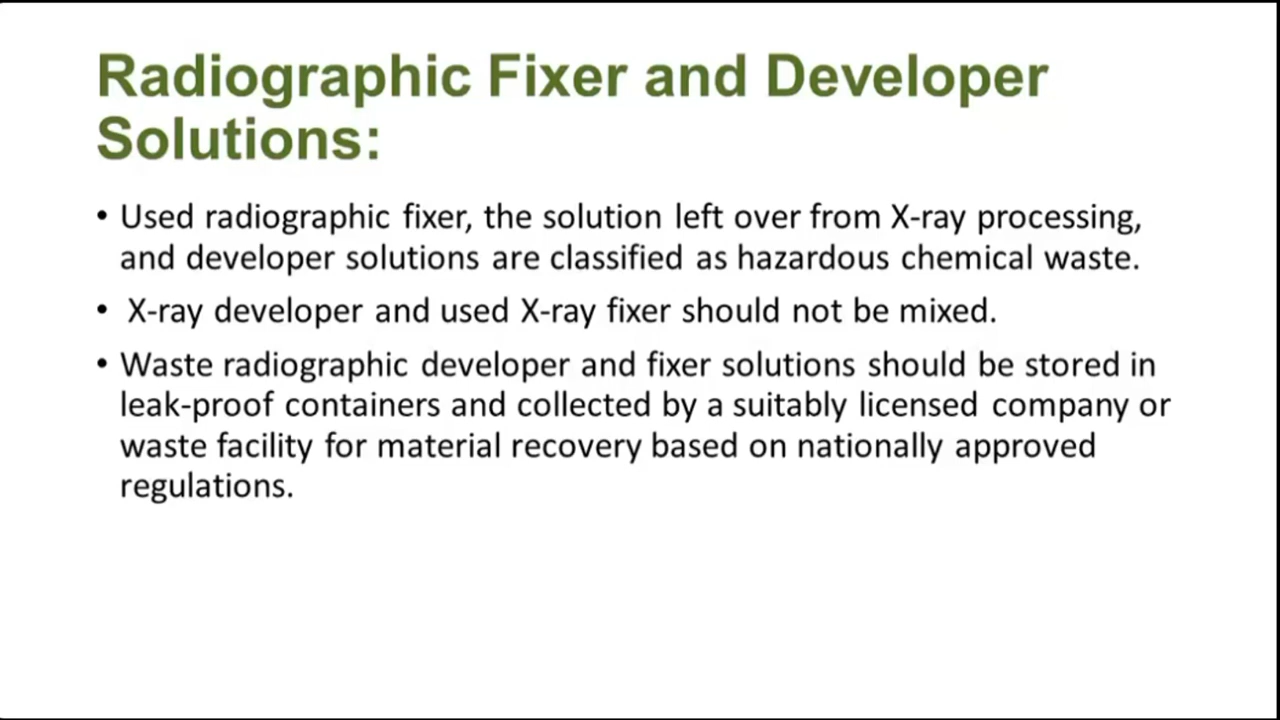 Radiographic Fixer and Developer
Solutions:
• Used radiographic fixer, the solution left over from X-ray processing,
and developer solutions are classified as hazardous chemical waste.
• X-ray developer and used X-ray fixer should not be mixed.
• Waste radiographic developer and fixer solutions should be stored in
leak-proof containers and collected by a suitably licensed company or
waste facility for material recovery based on nationally approved
regulations.